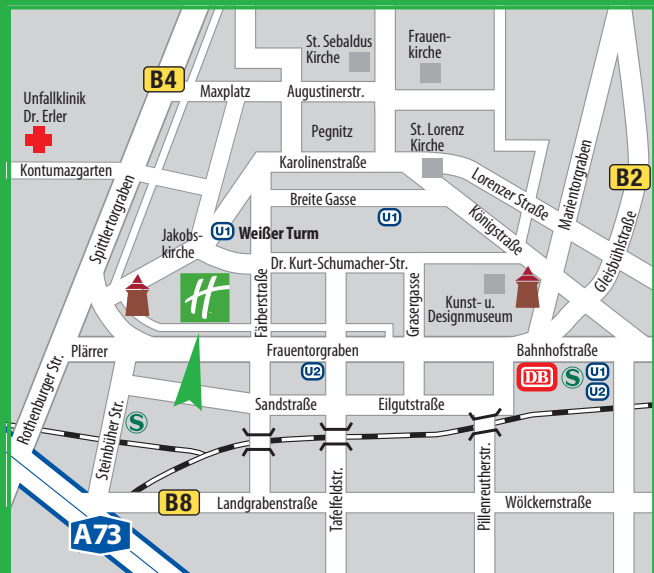 St. Sebaldus
Kirche
Frauen-
kirche
B4
Maxplatz
Augustinerstr.
Unfallklinik
Dr. Erler
Pegnitz
St. Lorenz
Kirche
Kontumazgarten
Karolinenstraße
Lorenzer Straße
Marientorgraben
B2
Spittlertorgraben
Breite Gasse
U1
Königstraße
Jakobs-
kirche
U1 Weißer Turm
Gleisbühlstraße
Dr. Kurt-Schumacher-Str.
H
Färberstraße
Grasergasse
Kunst- u.
Designmuseum
Plärrer
Frauentorgraben
Bahnhofstraße
Rothenburger Str.
U2
DB
S
U1
U2
Steinbüher Str.
S
Sandstraße
Eilgutstraße
B8
Landgrabenstraße
Tafelfeldstr.
Pillenreutherstr.
Wölckernstraße
A73